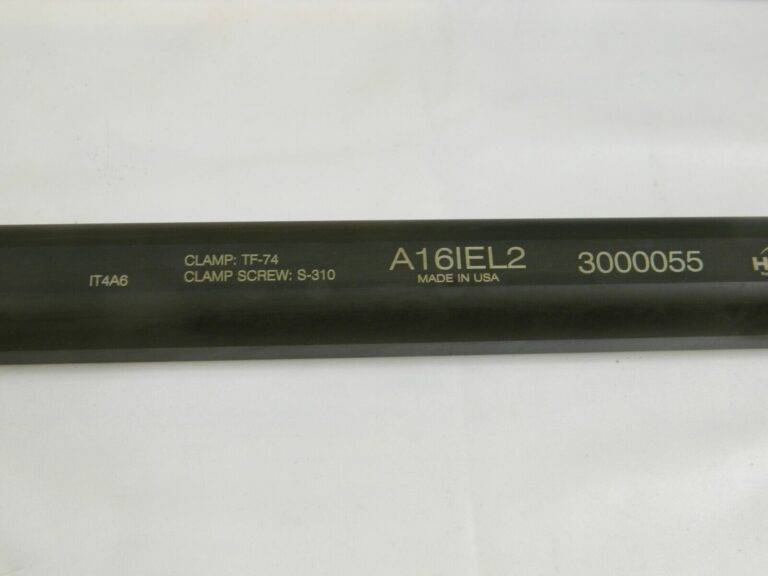 IT4A6
CLAMP: TF-74
CLAMP SCREW: S-310
A16IEL2
MADE IN USA
3000055
H